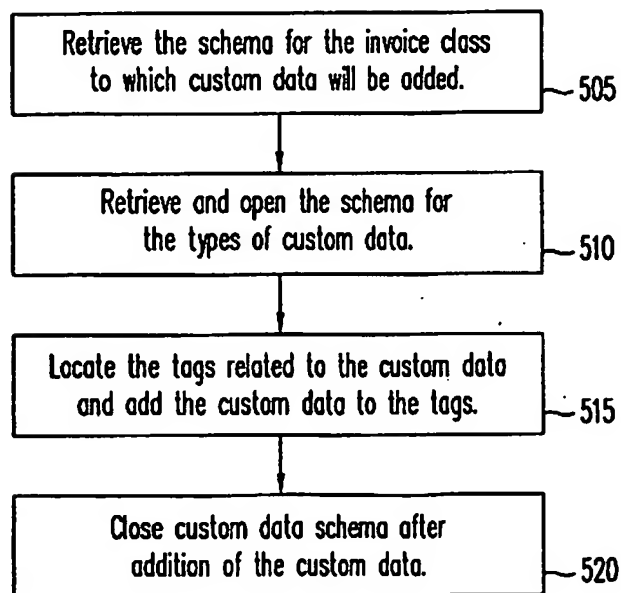 Retrieve the schema for the invoice class
to which custom data will be added.
505
Retrieve and open the schema for
the types of custom data.
510
Locate the tags related to the custom data
and add the custom data to the tags.
515
Close custom data schema after
addition of the custom data.
520